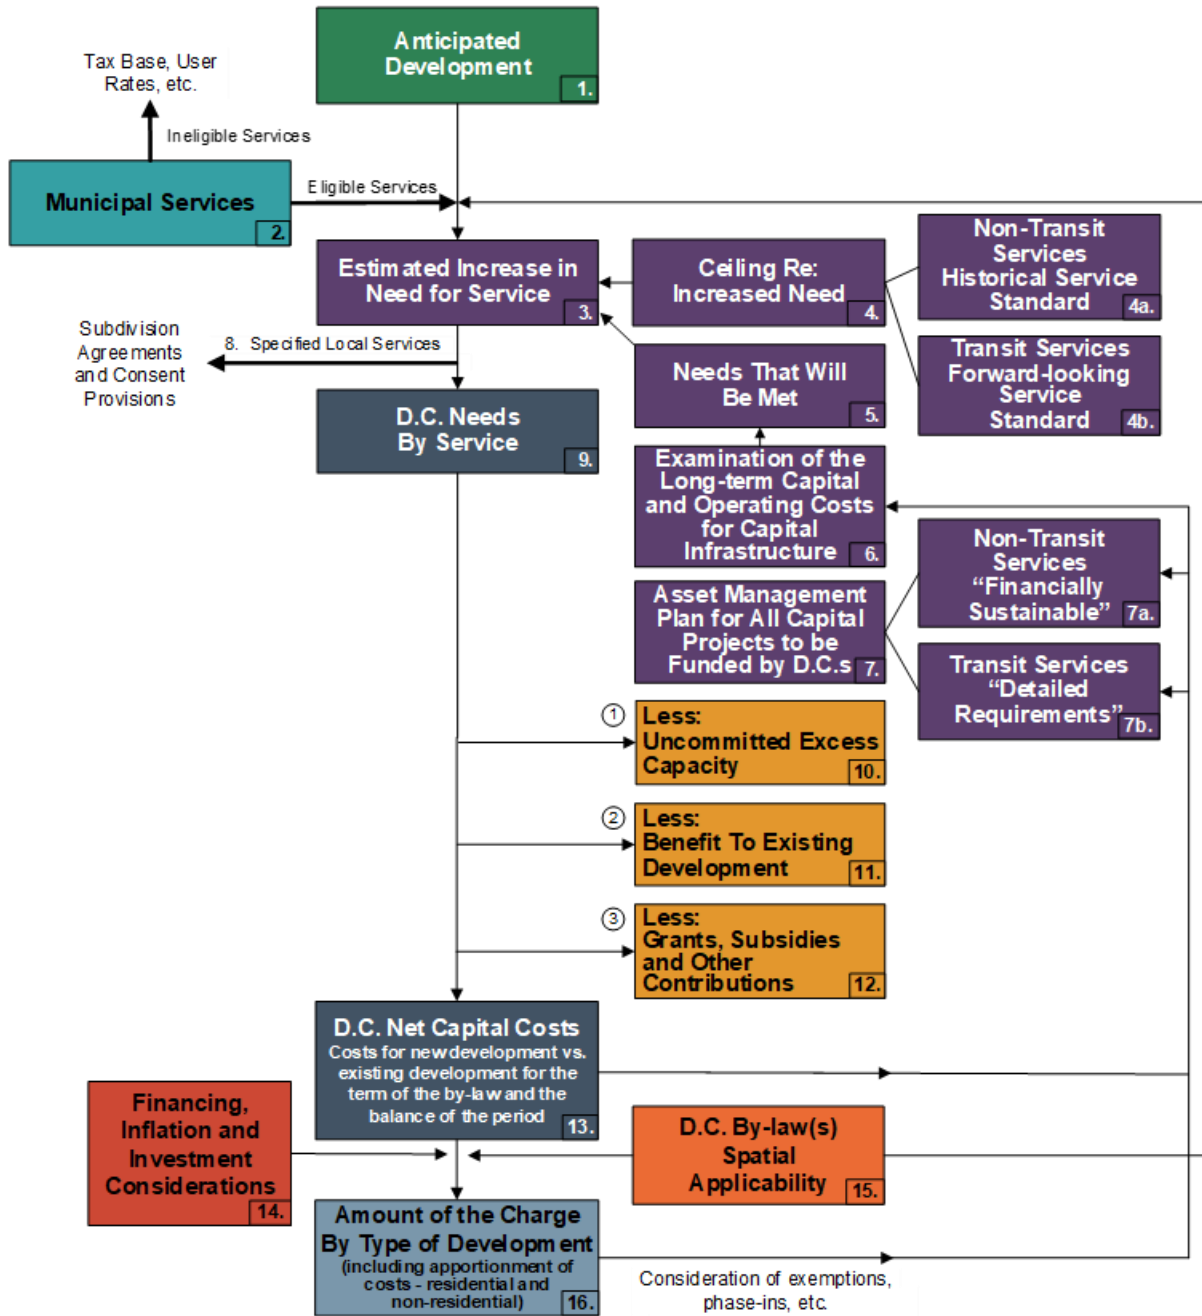 Anticipated
Development
1.
Tax Base, User
Rates, etc.
Ineligible Services
Municipal Services
2.
Eligible Services
Estimated Increase in
Need for Service
3.
Ceiling Re:
Increased Need
4.
Non-Transit
Services
Historical Service
Standard
4a.
Transit Services
Forward-looking
Service
Standard
4b.
Needs That Will
Be Met
5.
8. Specified Local Services
Subdivision
Agreements
and Consent
Provisions
D.C. Needs
By Service
9.
Examination of the
Long-term Capital
and Operating Costs
for Capital
Infrastructure
6.
Asset Management
Plan for All Capital
Projects to be
Funded by D.C.s
7.
Non-Transit
Services
“Financially
Sustainable”
7a.
Transit Services
“Detailed
Requirements”
7b.
1
Less:
Uncommitted Excess
Capacity
10.
2
Less:
Benefit To Existing
Development
11.
3
Less:
Grants, Subsidies
and Other
Contributions
12.
D.C. Net Capital Costs
Costs for new development vs.
existing development for the
term of the by-law and the
balance of the period
13.
Financing,
Inflation and
Investment
Considerations
14.
D.C. By-law(s)
Spatial
Applicability
15.
Amount of the Charge
By Type of Development
(including apportionment of
costs - residential and
non-residential)
16.
Consideration of exemptions,
phase-ins, etc.